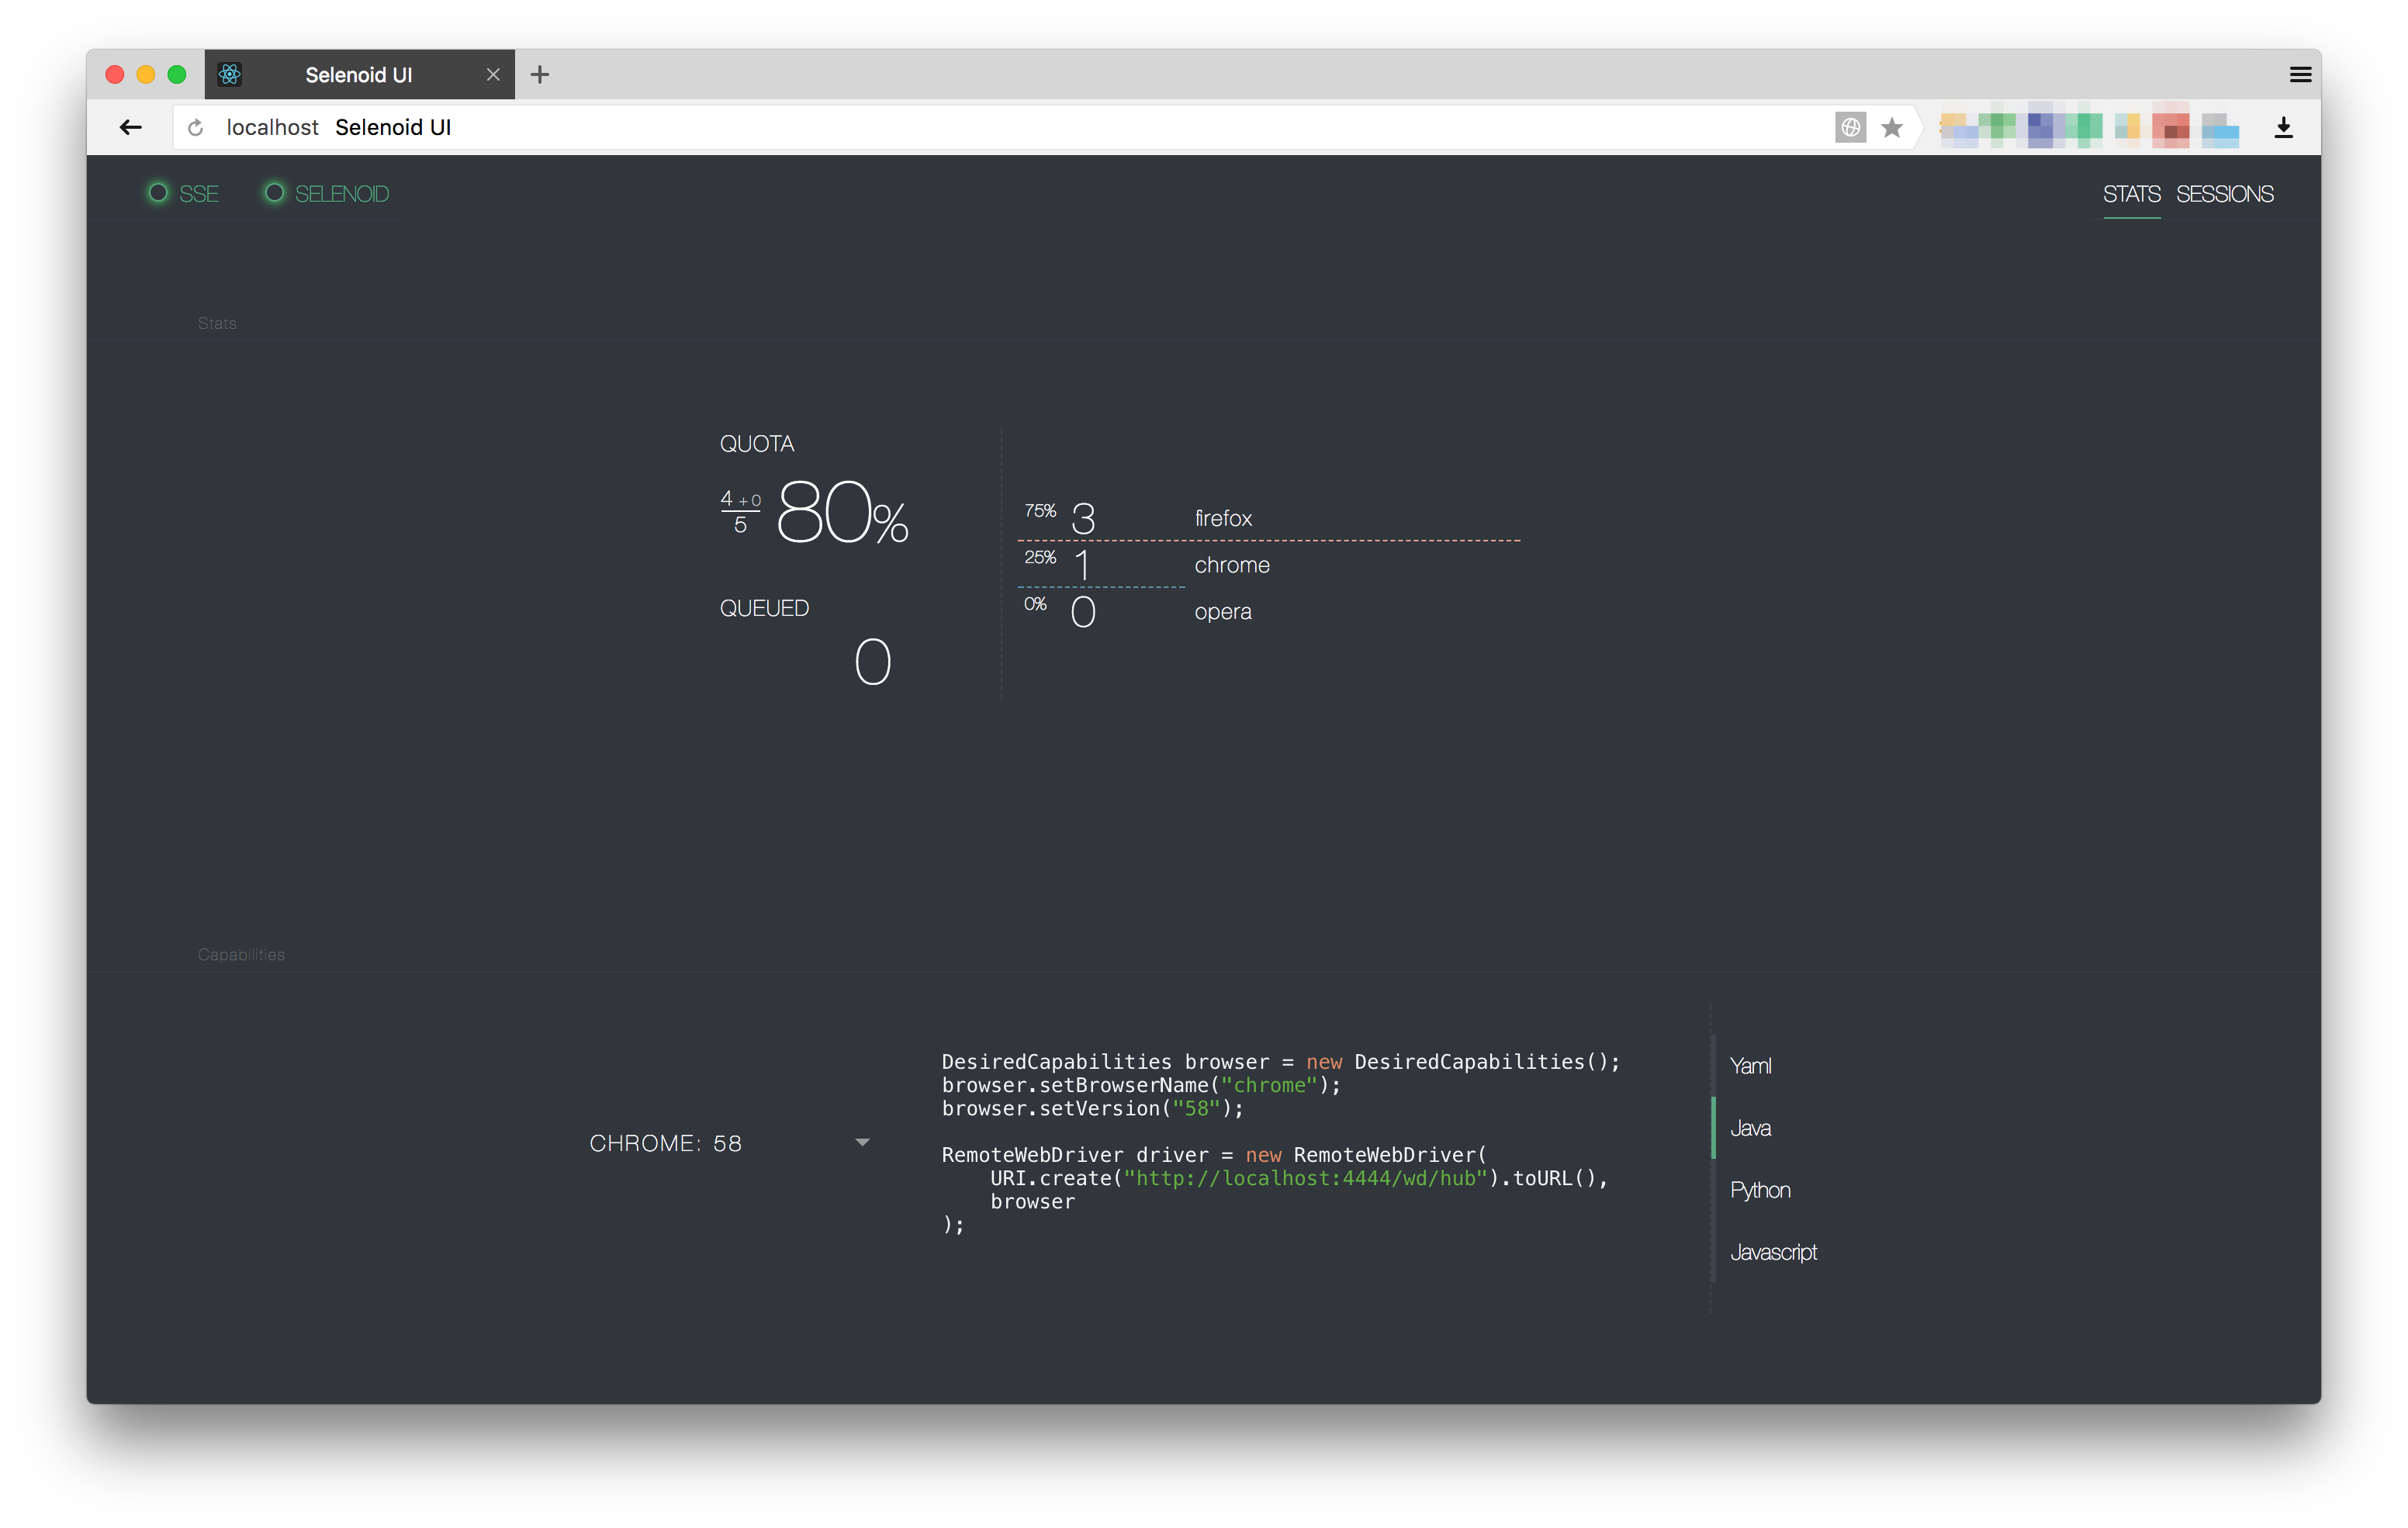 Selenoid UI
localhost Selenoid UI
SSE SELENOID STATS SESSIONS
Stats
QUOTA
4 + 0
5
80%
QUEUED
0
75% 3 firefox
25% 1 chrome
0% 0 opera
Capabilities
CHROME: 58
DesiredCapabilities browser = new DesiredCapabilities();
browser.setBrowserName("chrome");
browser.setVersion("58");
RemoteWebDriver driver = new RemoteWebDriver(
URI.create("http://localhost:4444/wd/hub").toURL(),
browser
);
Yaml
Java
Python
Javascript